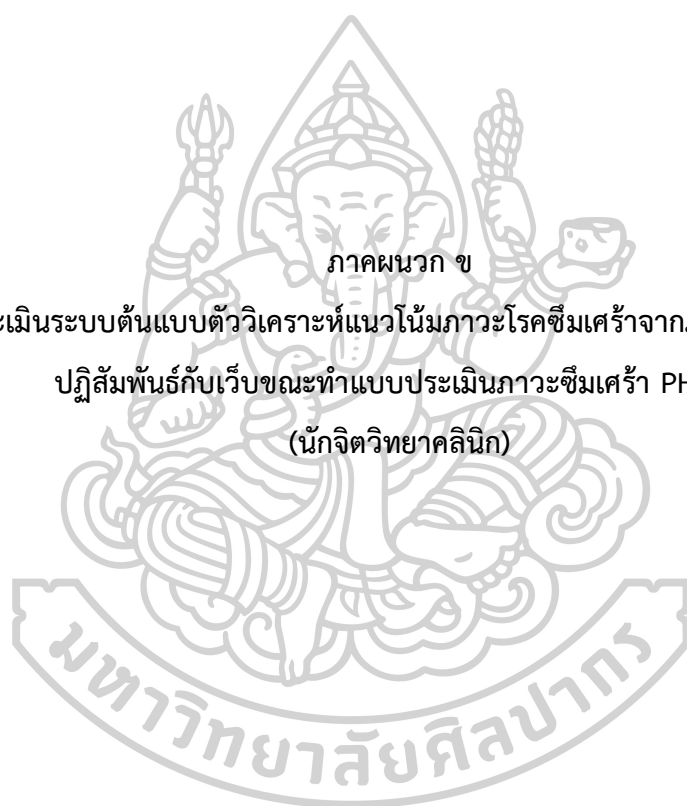 ภาคผนวก ข
ะเมินระบบต้นแบบตัววิเคราะห์แนวโน้มภาวะโรคซึมเศร้าจาก
ปฏิสัมพันธ์กับเว็บขณะทำแบบประเมินภาวะซึมเศร้า PH
(นักจิตวิทยาคลินิก)
มหาวิทยาลัยศิลปากร